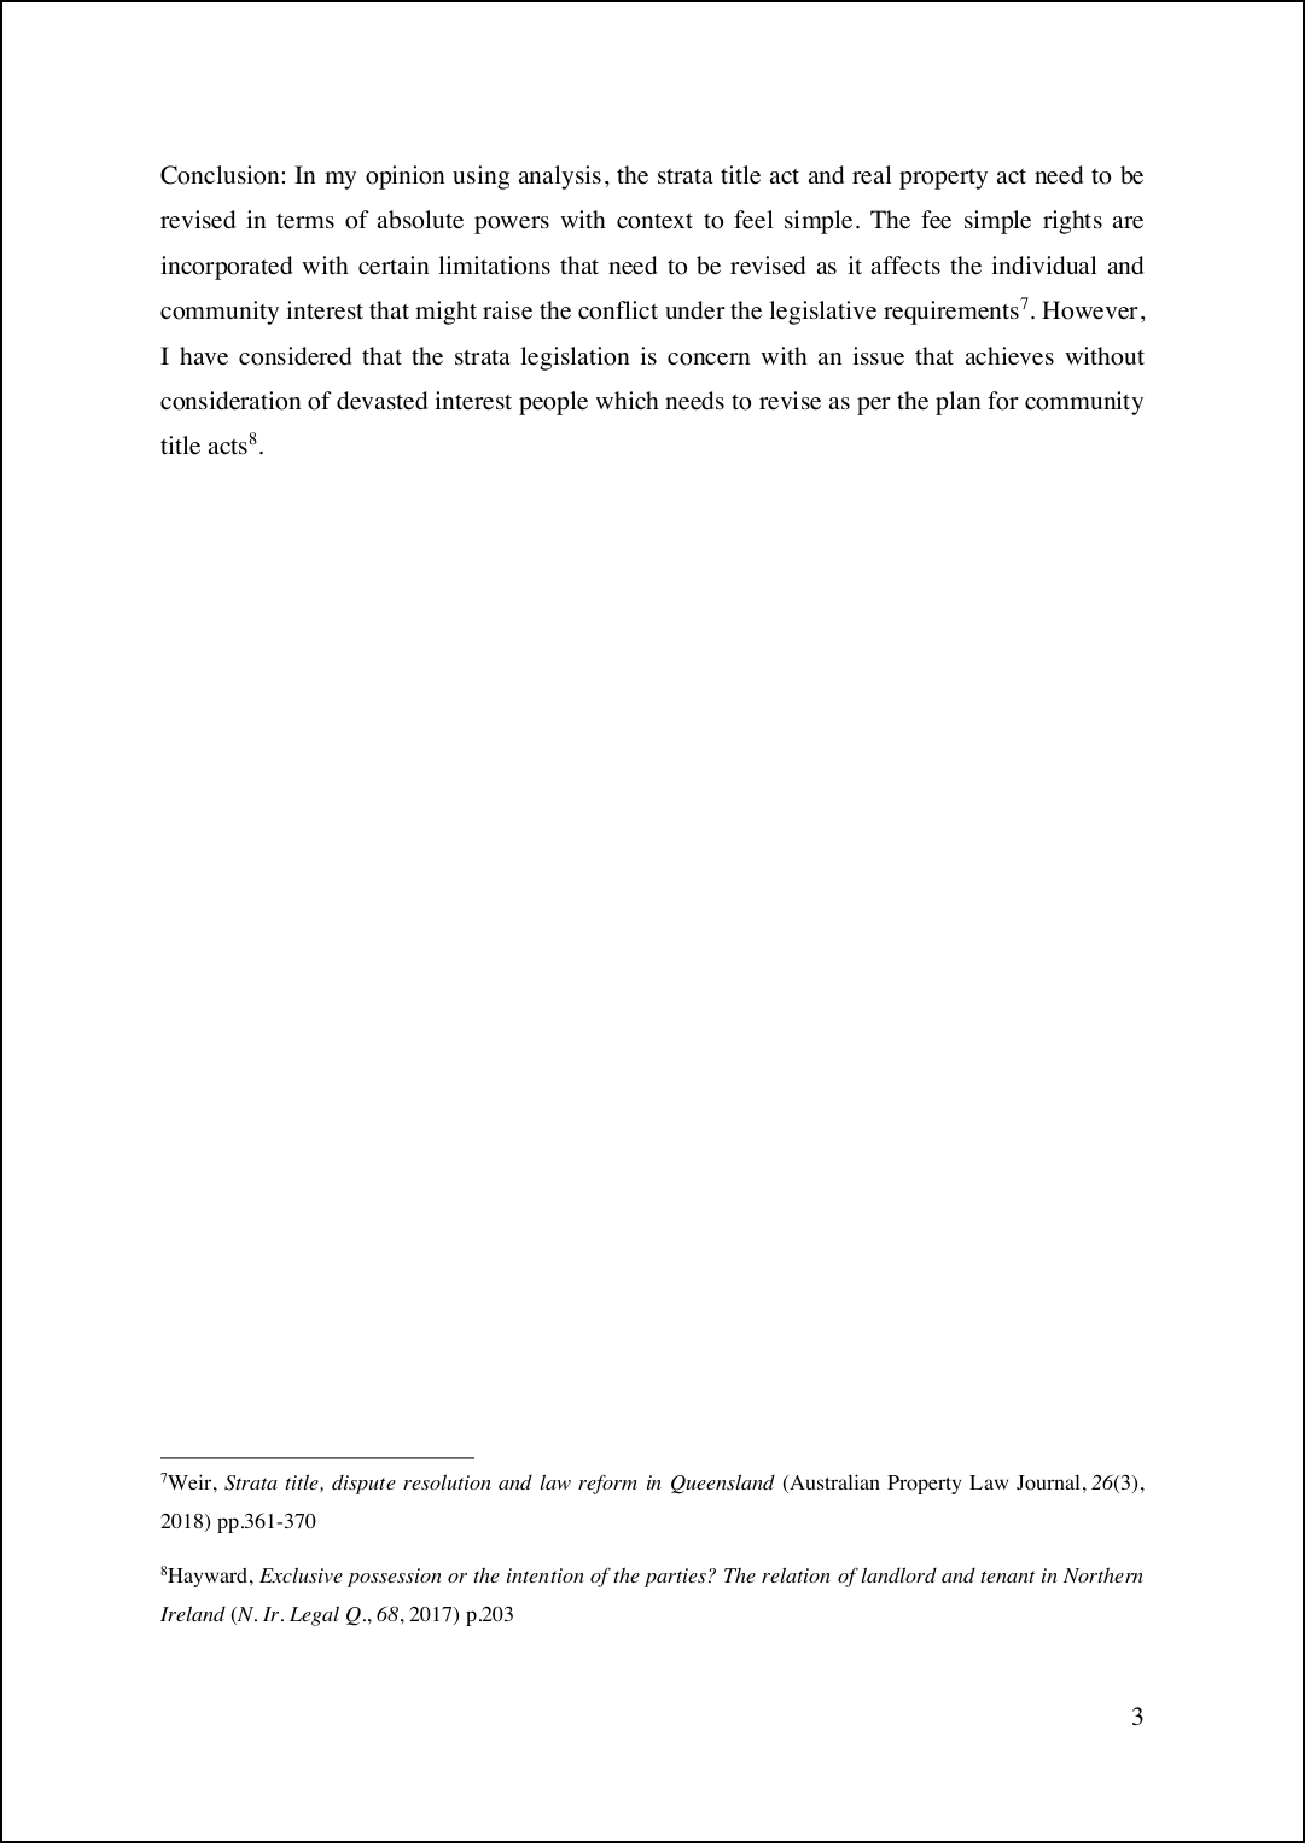 Conclusion: In my opinion using analysis, the strata title act and real property act need to be
revised in terms of absolute powers with context to feel simple. The fee simple rights are
incorporated with certain limitations that need to be revised as it affects the individual and
community interest that might raise the conflict under the legislative requirements7. However,
I have considered that the strata legislation is concern with an issue that achieves without
consideration of devasted interest people which needs to revise as per the plan for community
title acts8.
7Weir, Strata title, dispute resolution and law reform in Queensland (Australian Property Law Journal, 26(3),
2018) pp.361-370
8Hayward, Exclusive possession or the intention of the parties? The relation of landlord and tenant in Northern
Ireland (N. Ir. Legal Q., 68, 2017) p.203
3